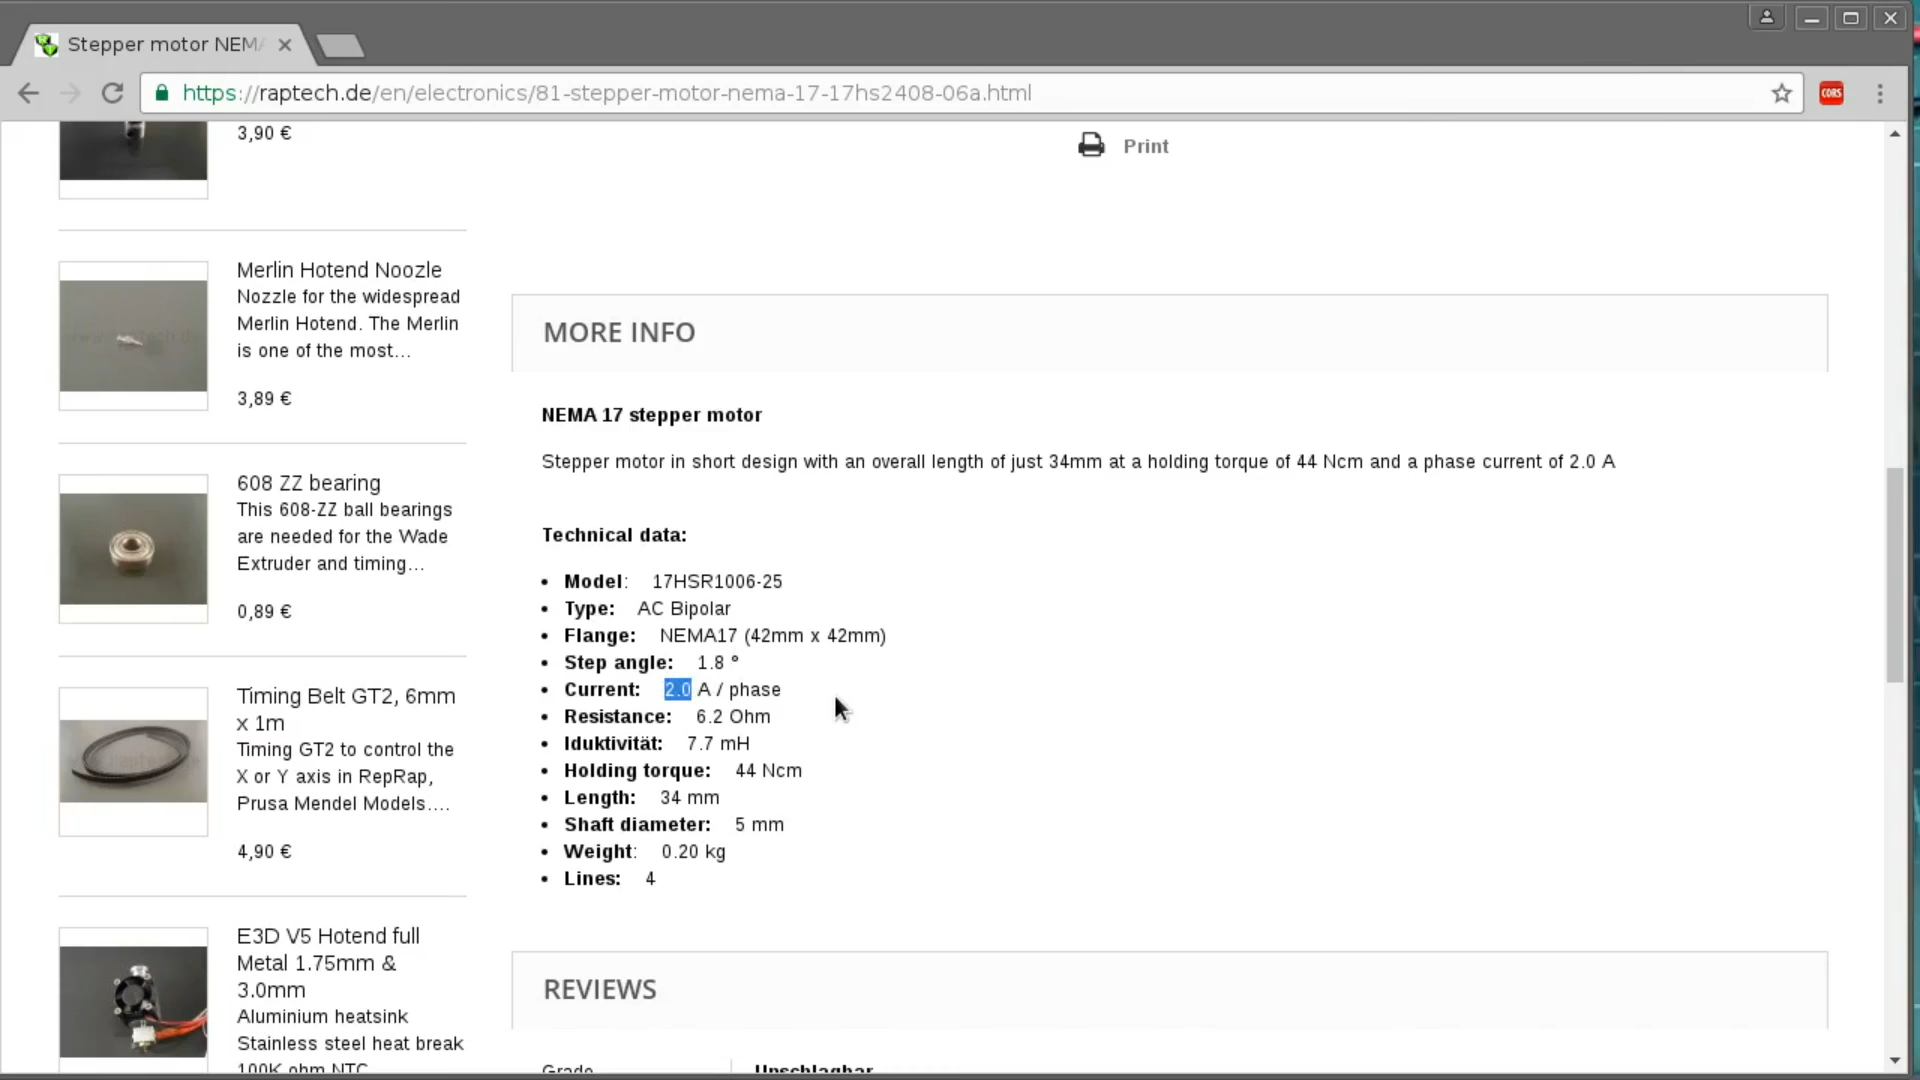 Stepper motor NEMA
https://raptech.de/en/electronics/81-stepper-motor-nema-17-17hs2408-06a.html
CORS
3,90 €
Print
Merlin Hotend Noozle
Nozzle for the widespread
Merlin Hotend. The Merlin
is one of the most...
3,89 €
608 ZZ bearing
This 608-ZZ ball bearings
are needed for the Wade
Extruder and timing...
0,89 €
Timing Belt GT2, 6mm
x 1m
Timing GT2 to control the
X or Y axis in RepRap,
Prusa Mendel Models....
4,90 €
E3D V5 Hotend full
Metal 1.75mm &
3.0mm
Aluminium heatsink
Stainless steel heat break
100K ohm NTC
MORE INFO
NEMA 17 stepper motor
Stepper motor in short design with an overall length of just 34mm at a holding torque of 44 Ncm and a phase current of 2.0 A
Technical data:
• Model: 17HSR1006-25
• Type: AC Bipolar
• Flange: NEMA17 (42mm x 42mm)
• Step angle: 1.8 °
• Current: 2.0 A / phase
• Resistance: 6.2 Ohm
• Iduktivität: 7.7 mH
• Holding torque: 44 Ncm
• Length: 34 mm
• Shaft diameter: 5 mm
• Weight: 0.20 kg
• Lines: 4
REVIEWS
Grade Unschlagbar